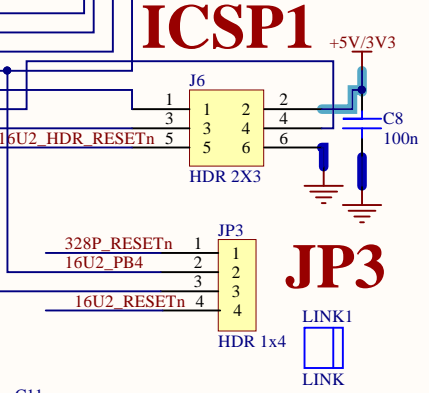 ICSP1
+5V/3V3
J6
1 1 2 2
3 3 4 4
16U2_HDR_RESETn 5 5 6 6
C8
100n
HDR 2X3
JP3
328P_RESETn 1 1
16U2_PB4 2 2
3 3
16U2_RESETn 4 4
HDR 1x4
JP3
LINK1
LINK